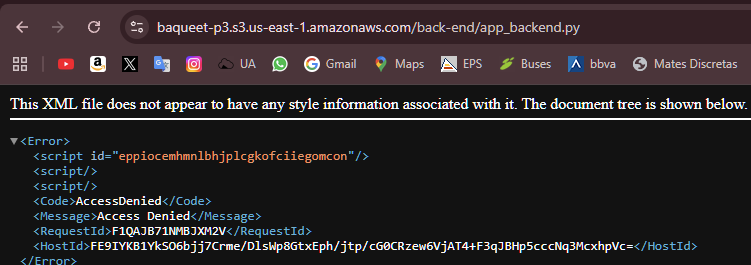 baqueet-p3.s3.us-east-1.amazonaws.com/back-end/app_backend.py
UA Gmail Maps EPS Buses bbva Mates Discretas
This XML file does not appear to have any style information associated with it. The document tree is shown below.
▼<Error>
<script id="eppiocemhmnlbhjplcgkofciiegomcon"/>
<script/>
<script/>
<Code>AccessDenied</Code>
<Message>Access Denied</Message>
<RequestId>F1QAJB71NMBJXM2V</RequestId>
<HostId>FE9IYKB1YkSO6bjj7Crme/DlsWp8GtxEph/jtp/cG0CRzew6VjAT4+F3qJBHp5cccNq3McxhpVc=</HostId>
</Error>